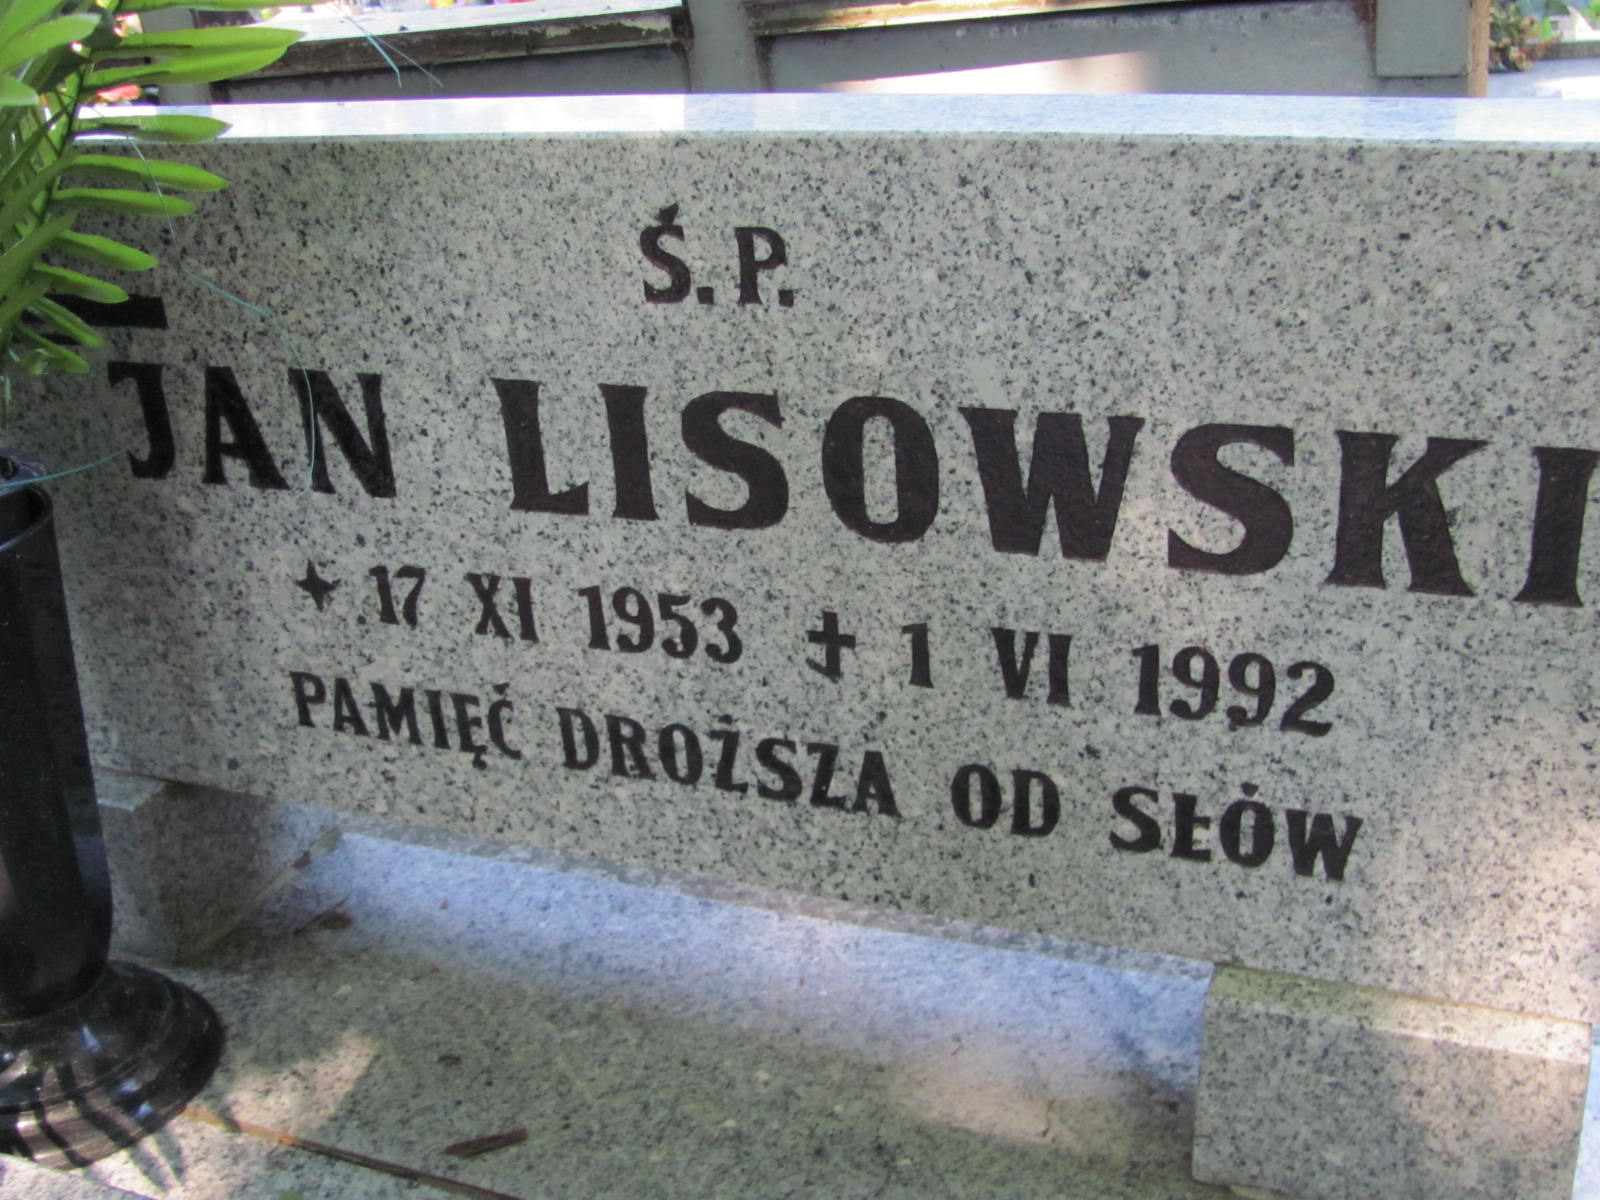 Ś.P.
JAN LISOWSKI
✦ 17 XI 1953 ✝ 1 VI 1992
PAMIĘĆ DROŻSZA OD SŁÓW